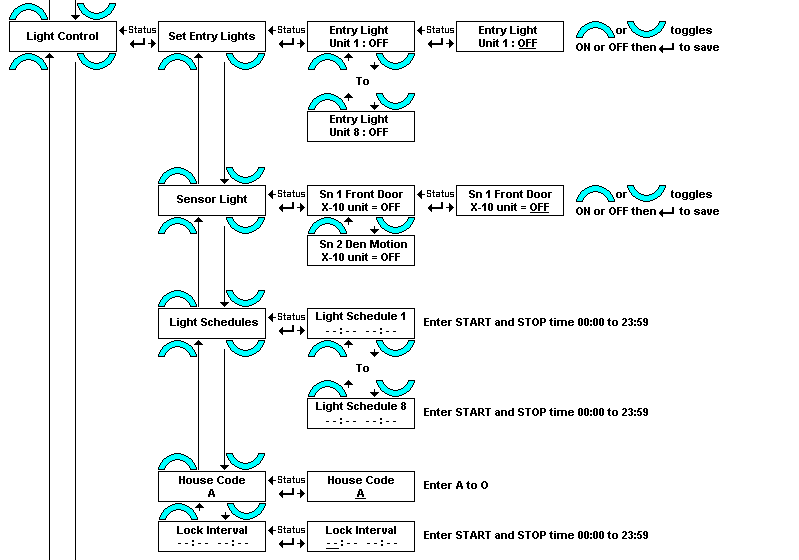 Light Control
Status
Set Entry Lights
Status
Entry Light
Unit 1 : OFF
Status
Entry Light
Unit 1 : OFF
or toggles
ON or OFF then to save
To
Entry Light
Unit 8 : OFF
Sensor Light
Status
Sn 1 Front Door
X-10 unit = OFF
Status
Sn 1 Front Door
X-10 unit = OFF
or toggles
ON or OFF then to save
Sn 2 Den Motion
X-10 unit = OFF
Light Schedules
Status
Light Schedule 1
--:-- --:--
Enter START and STOP time 00:00 to 23:59
To
Light Schedule 8
--:-- --:--
Enter START and STOP time 00:00 to 23:59
House Code
A
Status
House Code
A
Enter A to O
Lock Interval
--:-- --:--
Status
Lock Interval
--:-- --:--
Enter START and STOP time 00:00 to 23:59